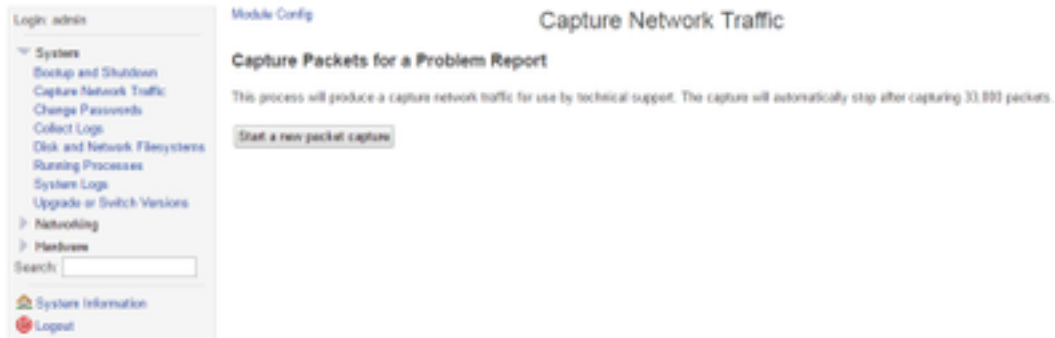 Login: admin
System
Bootup and Shutdown
Capture Network Traffic
Change Passwords
Collect Logs
Disk and Network Filesystems
Running Processes
System Logs
Upgrade or Switch Versions
Networking
Hardware
Search:
System Information
Logout
Module Config
Capture Network Traffic
Capture Packets for a Problem Report
This process will produce a capture network traffic for use by technical support. The capture will automatically stop after capturing 33,000 packets.
Start a new packet capture